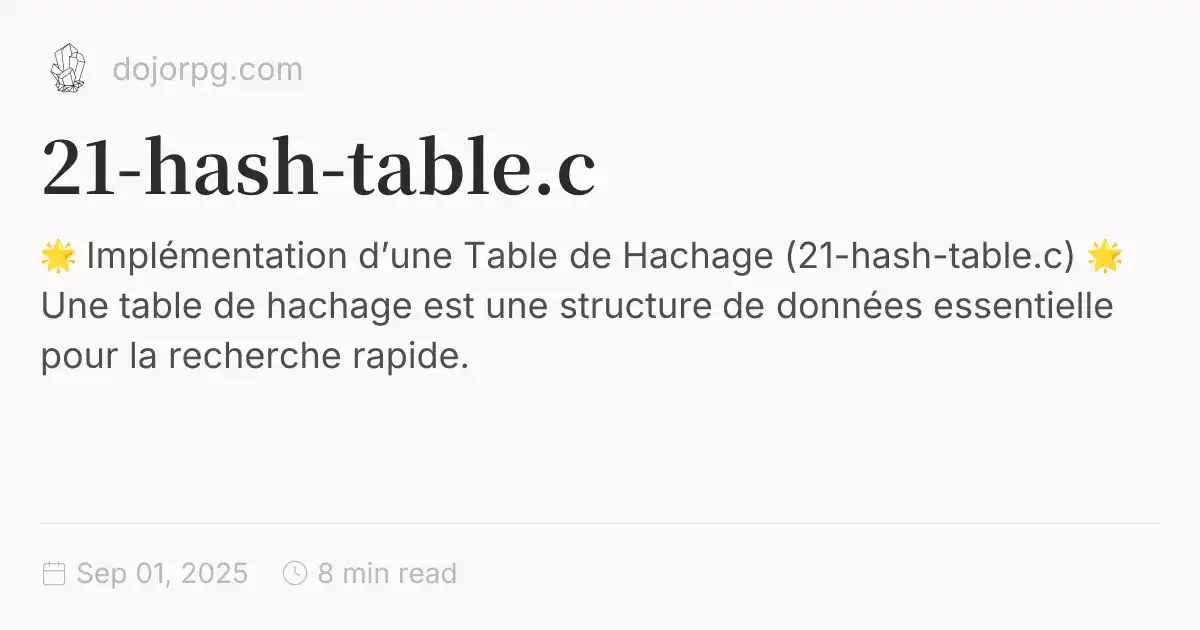 dojorpg.com
21-hash-table.c
🌟 Implémentation d’une Table de Hachage (21-hash-table.c) 🌟
Une table de hachage est une structure de données essentielle
pour la recherche rapide.
Sep 01, 2025 8 min read